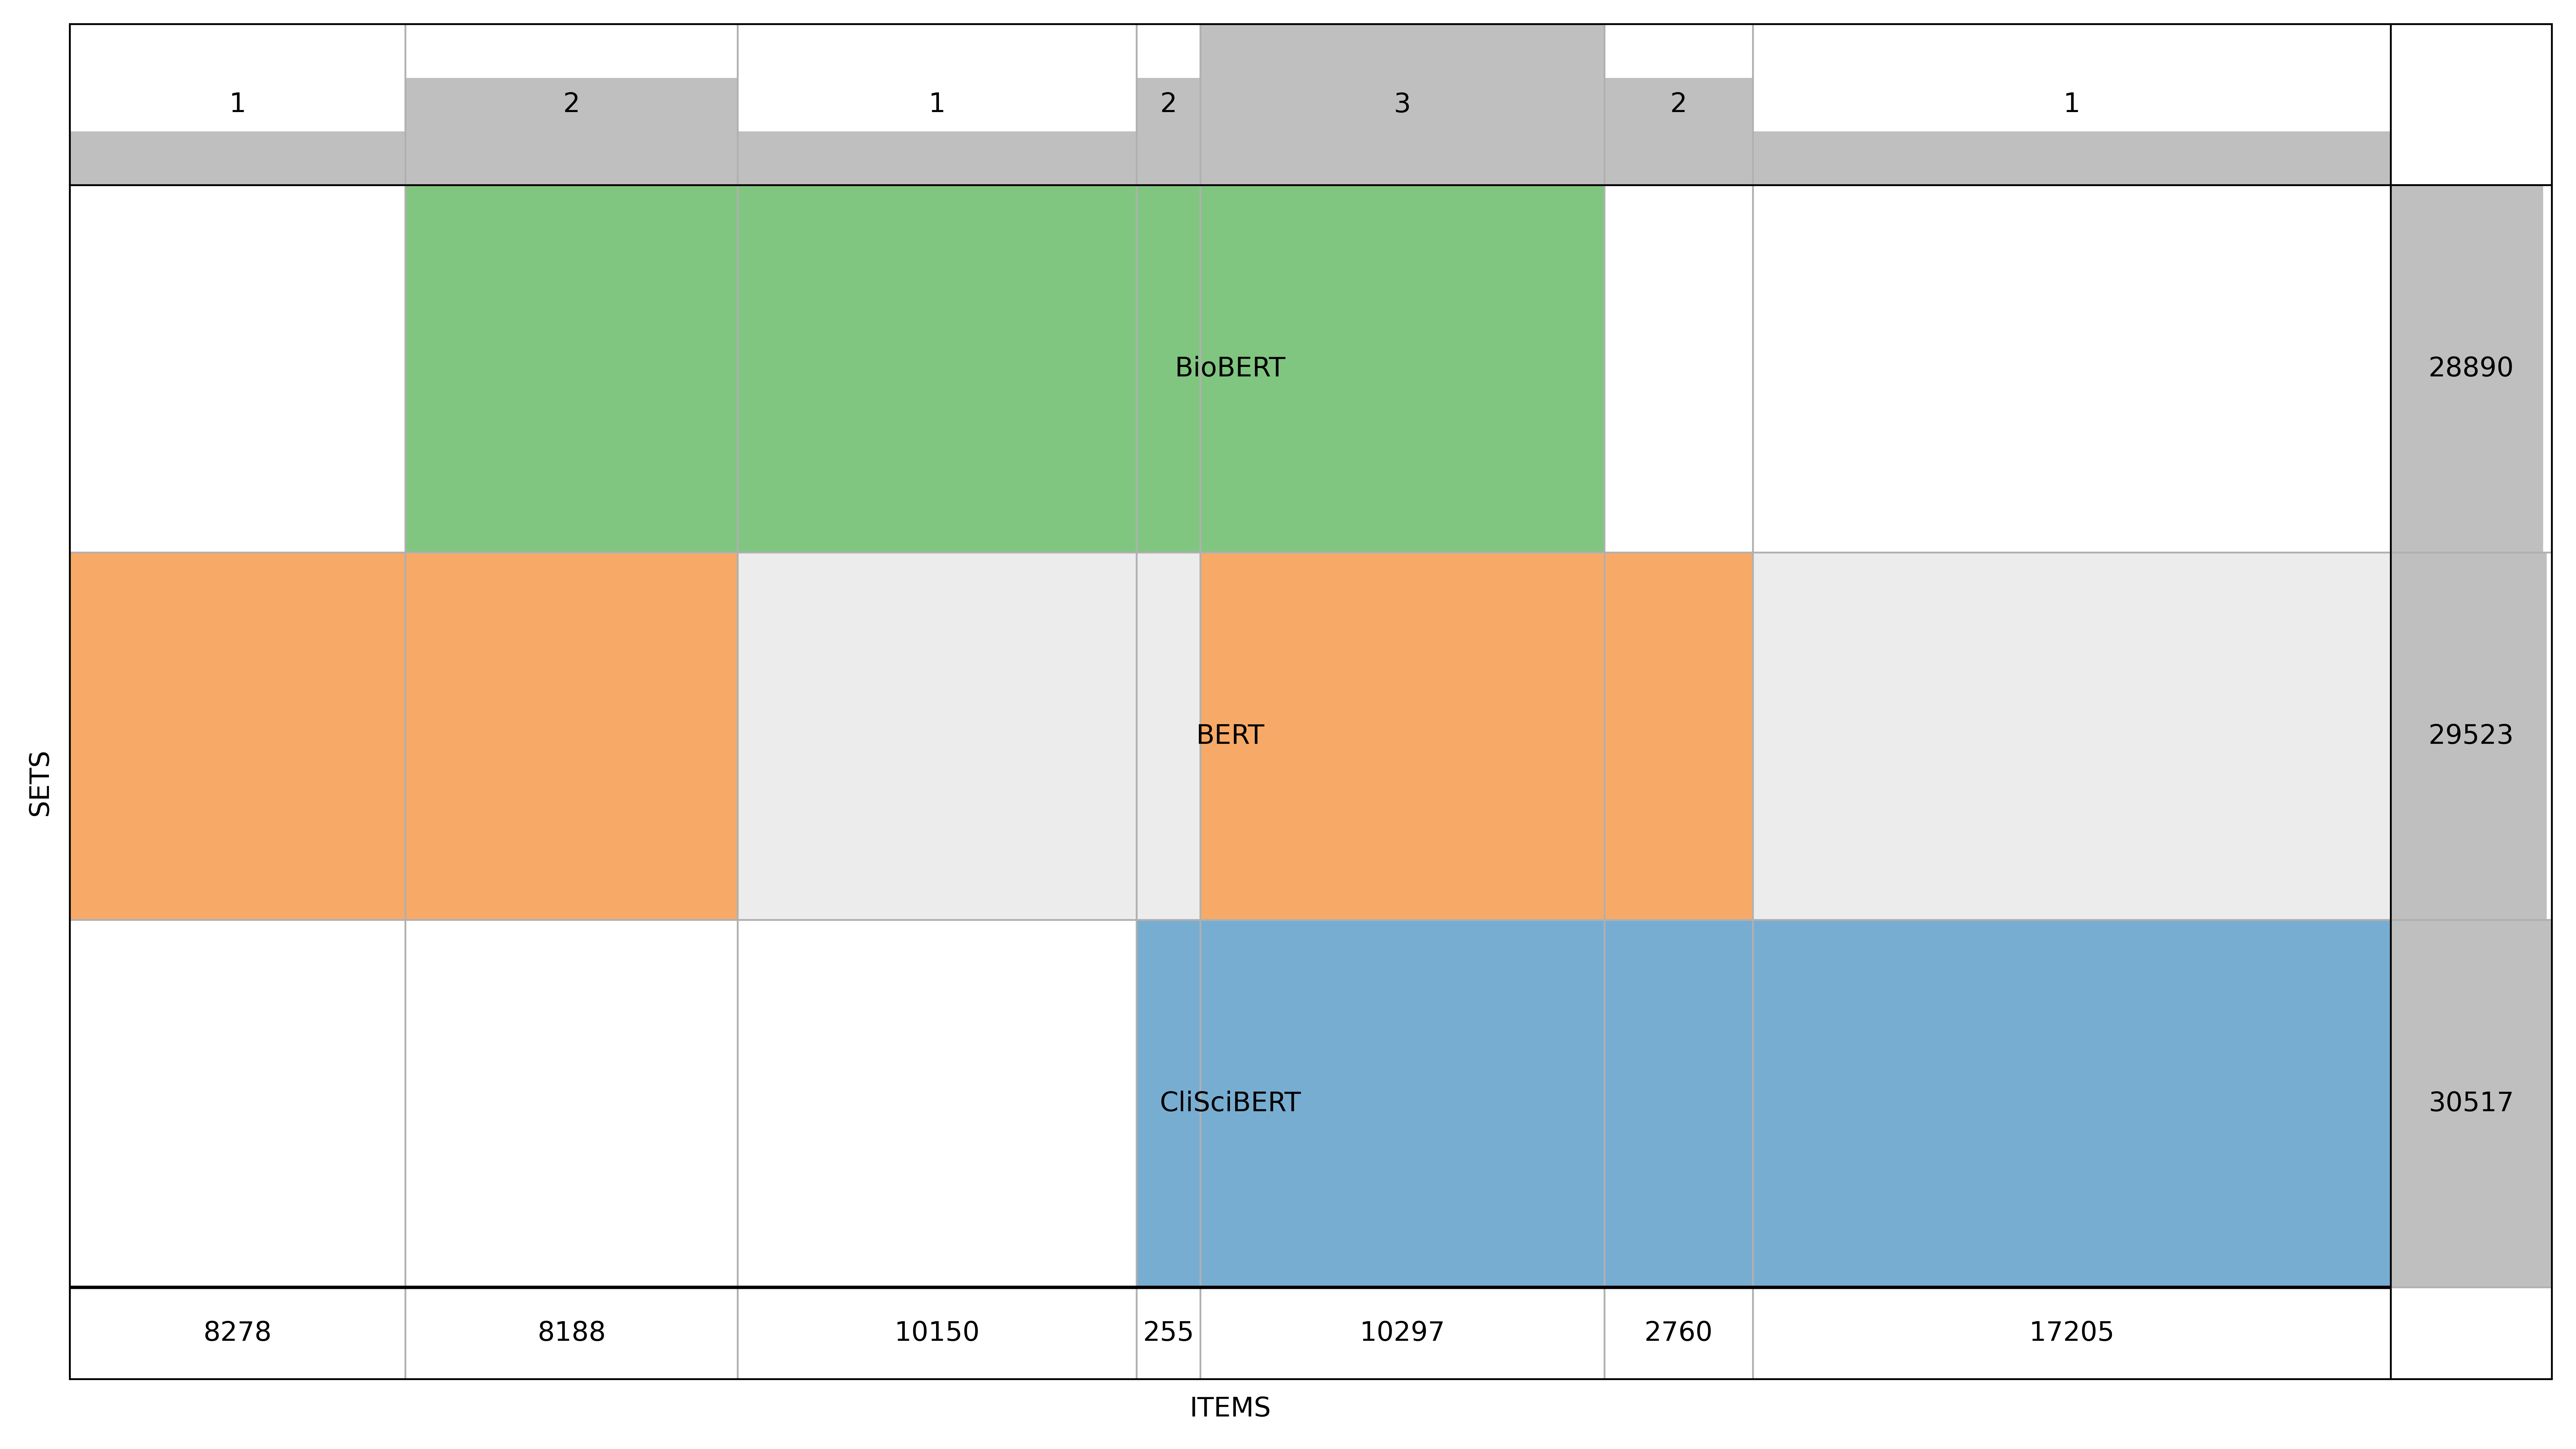 1 2 1 2 3 2 1
BioBERT 28890
BERT 29523
SETS
CliSciBERT 30517
8278 8188 10150 255 10297 2760 17205
ITEMS